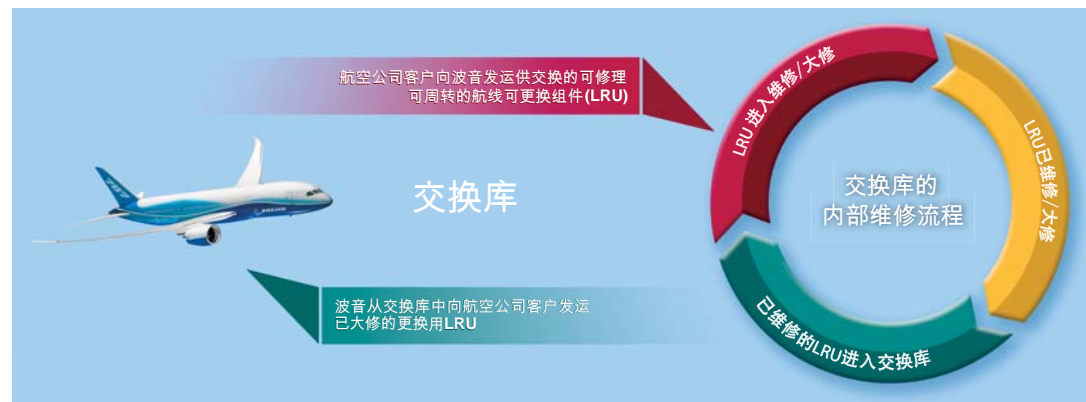 航空公司客户向波音发运供交换的可修理
可周转的航线可更换组件(LRU)
交换库
波音从交换库中向航空公司客户发运
已大修的更换用LRU
LRU 进入维修/大修
LRU已维修/大修
已维修的LRU进入交换库
交换库的
内部维修流程
787